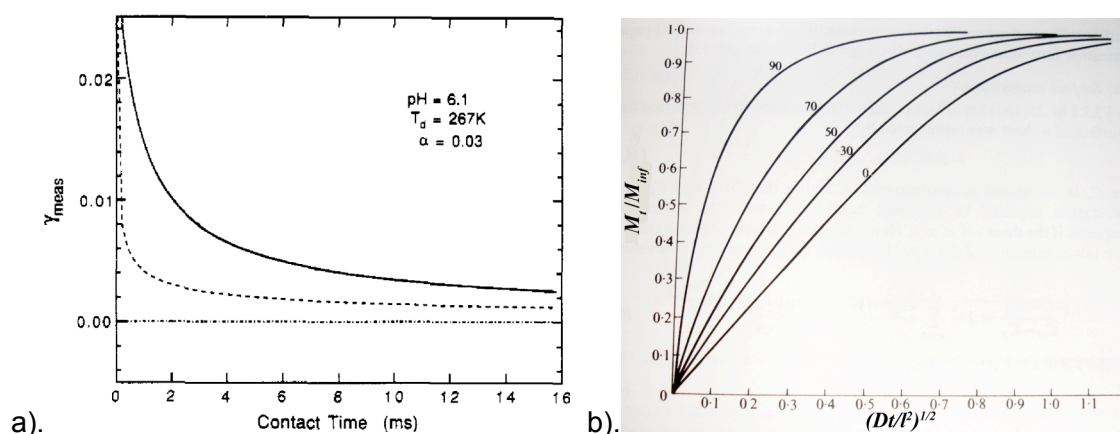 0.02
0.01
0.00
γmeas
pH = 6.1
Td = 267K
α = 0.03
0 2 4 6 8 10 12 14 16
Contact Time (ms)
a).
1·0
0·9
0·8
0·7
0·6
0·5
0·4
0·3
0·2
0·1
0
Mt/Minf
90
70
50
30
0
0·1 0·2 0·3 0·4 0·5 0·6 0·7 0·8 0·9 1·0 1·1
(Dt/l²)^1/2
b).